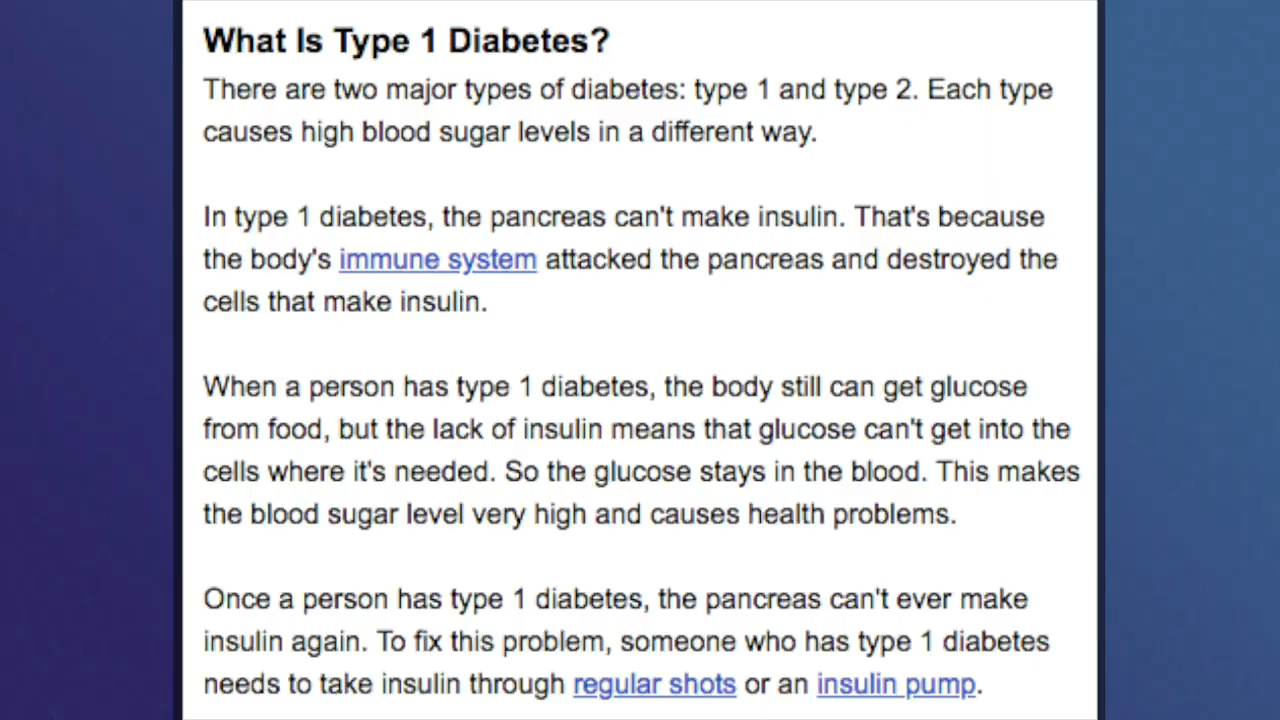 What Is Type 1 Diabetes?
There are two major types of diabetes: type 1 and type 2. Each type
causes high blood sugar levels in a different way.
In type 1 diabetes, the pancreas can't make insulin. That's because
the body's immune system attacked the pancreas and destroyed the
cells that make insulin.
When a person has type 1 diabetes, the body still can get glucose
from food, but the lack of insulin means that glucose can't get into the
cells where it's needed. So the glucose stays in the blood. This makes
the blood sugar level very high and causes health problems.
Once a person has type 1 diabetes, the pancreas can't ever make
insulin again. To fix this problem, someone who has type 1 diabetes
needs to take insulin through regular shots or an insulin pump.